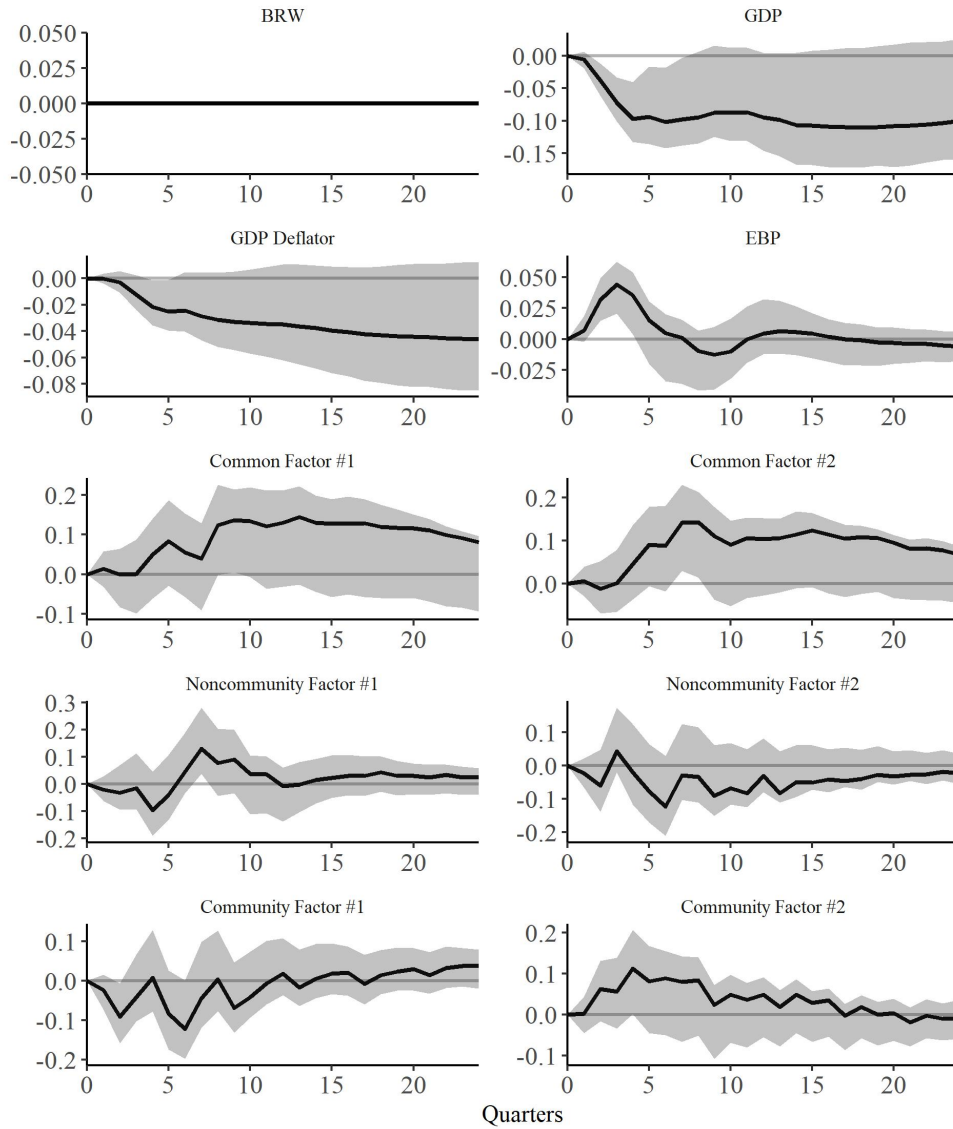 BRW
0.050
0.025
0.000
-0.025
-0.050
0 5 10 15 20
GDP
0.00
-0.05
-0.10
-0.15
0 5 10 15 20
GDP Deflator
0.00
-0.02
-0.04
-0.06
-0.08
0 5 10 15 20
EBP
0.050
0.025
0.000
-0.025
0 5 10 15 20
Common Factor #1
0.2
0.1
0.0
-0.1
0 5 10 15 20
Common Factor #2
0.2
0.1
0.0
0 5 10 15 20
Noncommunity Factor #1
0.3
0.2
0.1
0.0
-0.1
-0.2
0 5 10 15 20
Noncommunity Factor #2
0.1
0.0
-0.1
-0.2
0 5 10 15 20
Community Factor #1
0.1
0.0
-0.1
-0.2
0 5 10 15 20
Community Factor #2
0.2
0.1
0.0
-0.1
0 5 10 15 20
Quarters